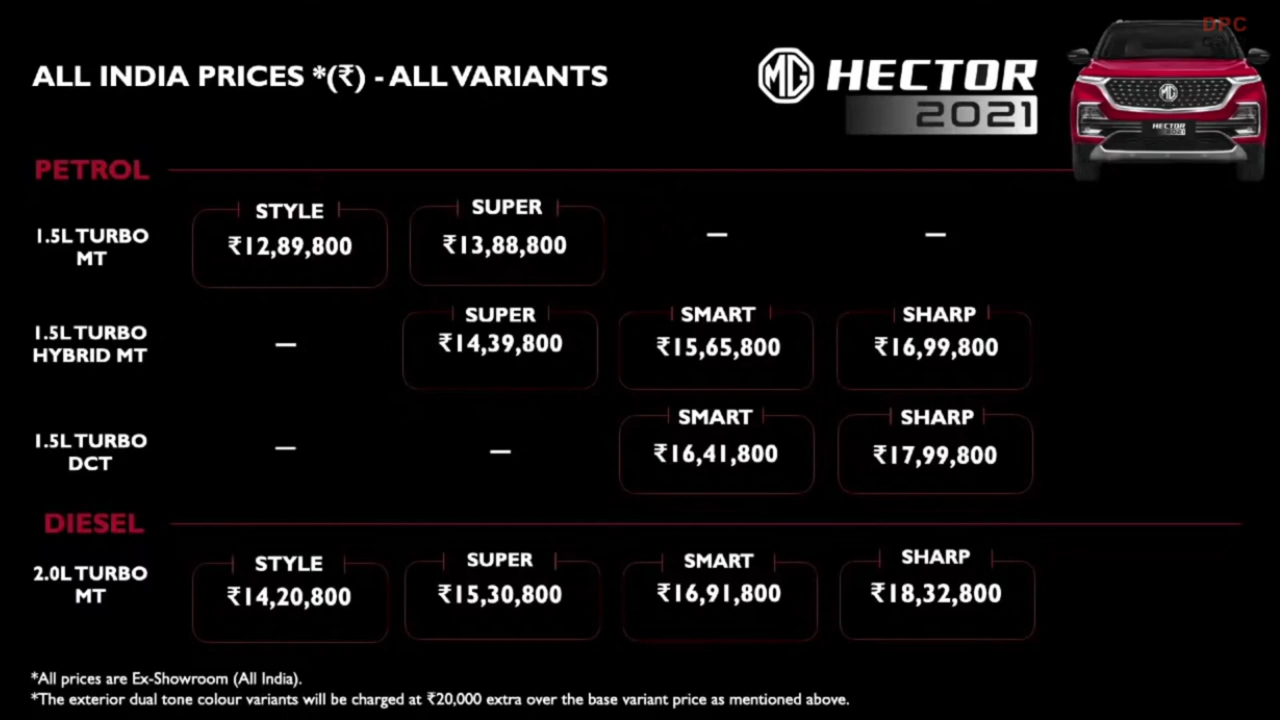 DPC
ALL INDIA PRICES *(₹) - ALL VARIANTS
MG HECTOR
2021
MG
HECTOR
PETROL
STYLE SUPER
1.5L TURBO MT ₹12,89,800 ₹13,88,800 — —
SUPER SMART SHARP
1.5L TURBO HYBRID MT — ₹14,39,800 ₹15,65,800 ₹16,99,800
SMART SHARP
1.5L TURBO DCT — — ₹16,41,800 ₹17,99,800
DIESEL
STYLE SUPER SMART SHARP
2.0L TURBO MT ₹14,20,800 ₹15,30,800 ₹16,91,800 ₹18,32,800
*All prices are Ex-Showroom (All India).
*The exterior dual tone colour variants will be charged at ₹20,000 extra over the base variant price as mentioned above.